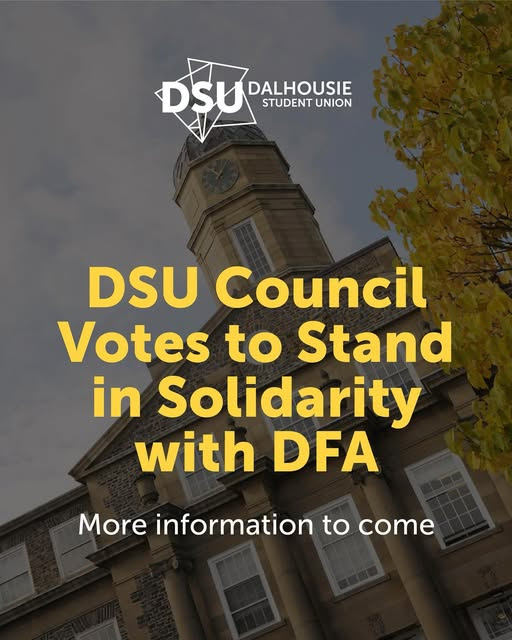 DSU DALHOUSIE
STUDENT UNION
DSU Council
Votes to Stand
in Solidarity
with DFA
More information to come